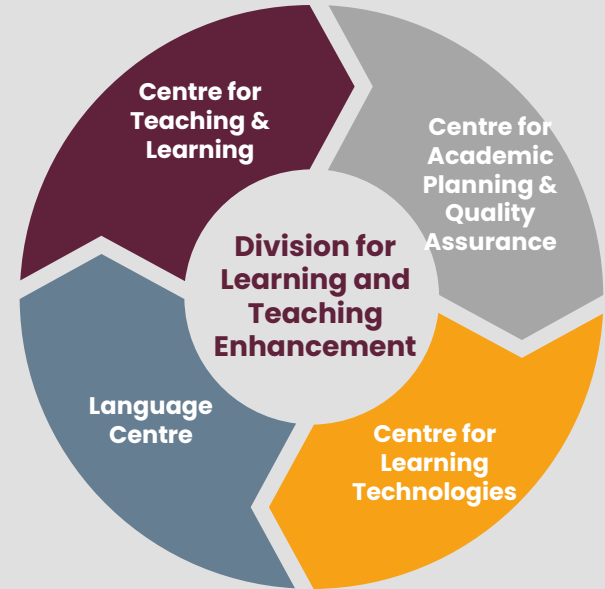 Centre for
Teaching &
Learning
Centre for
Academic
Planning &
Quality
Assurance
Division for
Learning and
Teaching
Enhancement
Language
Centre
Centre for
Learning
Technologies